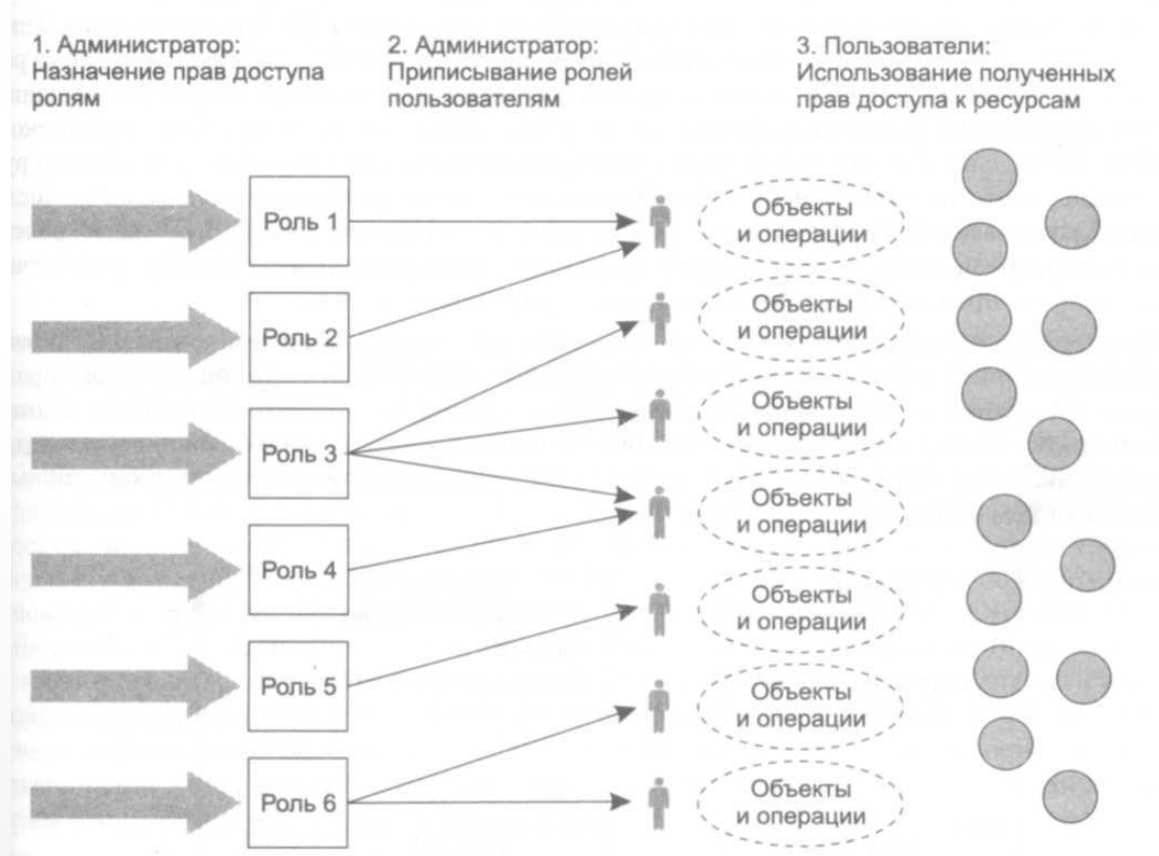 1. Администратор:
Назначение прав доступа
ролям
2. Администратор:
Приписывание ролей
пользователям
3. Пользователи:
Использование полученных
прав доступа к ресурсам
Роль 1
Объекты
и операции
Роль 2
Объекты
и операции
Роль 3
Объекты
и операции
Объекты
и операции
Роль 4
Объекты
и операции
Роль 5
Объекты
и операции
Роль 6
Объекты
и операции